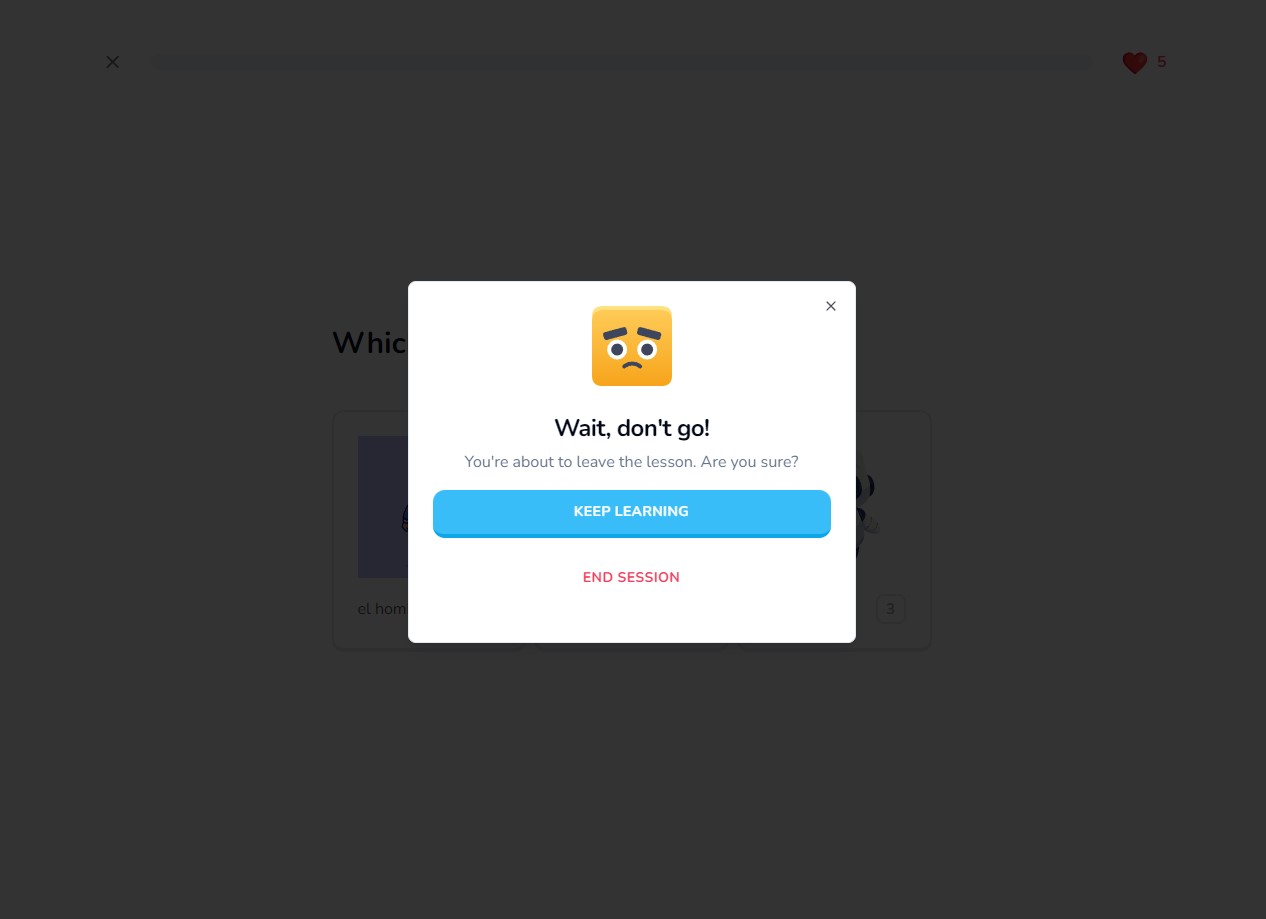 5
Whic
Wait, don't go!
You're about to leave the lesson. Are you sure?
KEEP LEARNING
END SESSION
el hom
3